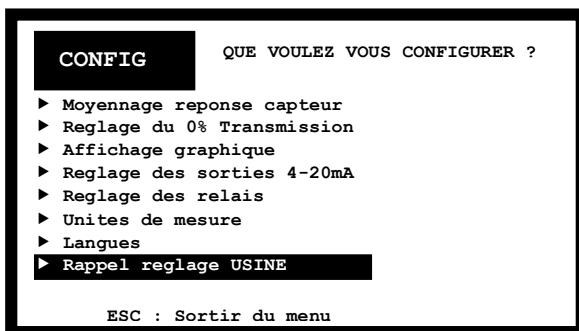 CONFIG
QUE VOULEZ VOUS CONFIGURER ?
▶ Moyennage reponse capteur
▶ Reglage du 0% Transmission
▶ Affichage graphique
▶ Reglage des sorties 4-20mA
▶ Reglage des relais
▶ Unites de mesure
▶ Langues
▶ Rappel reglage USINE
ESC : Sortir du menu